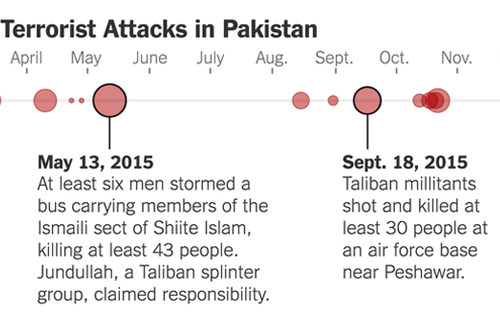 Terrorist Attacks in Pakistan
April May June July Aug. Sept. Oct. Nov.
May 13, 2015
At least six men stormed a
bus carrying members of the
Ismaili sect of Shiite Islam,
killing at least 43 people.
Jundullah, a Taliban splinter
group, claimed responsibility.
Sept. 18, 2015
Taliban millitants
shot and killed at
least 30 people at
an air force base
near Peshawar.